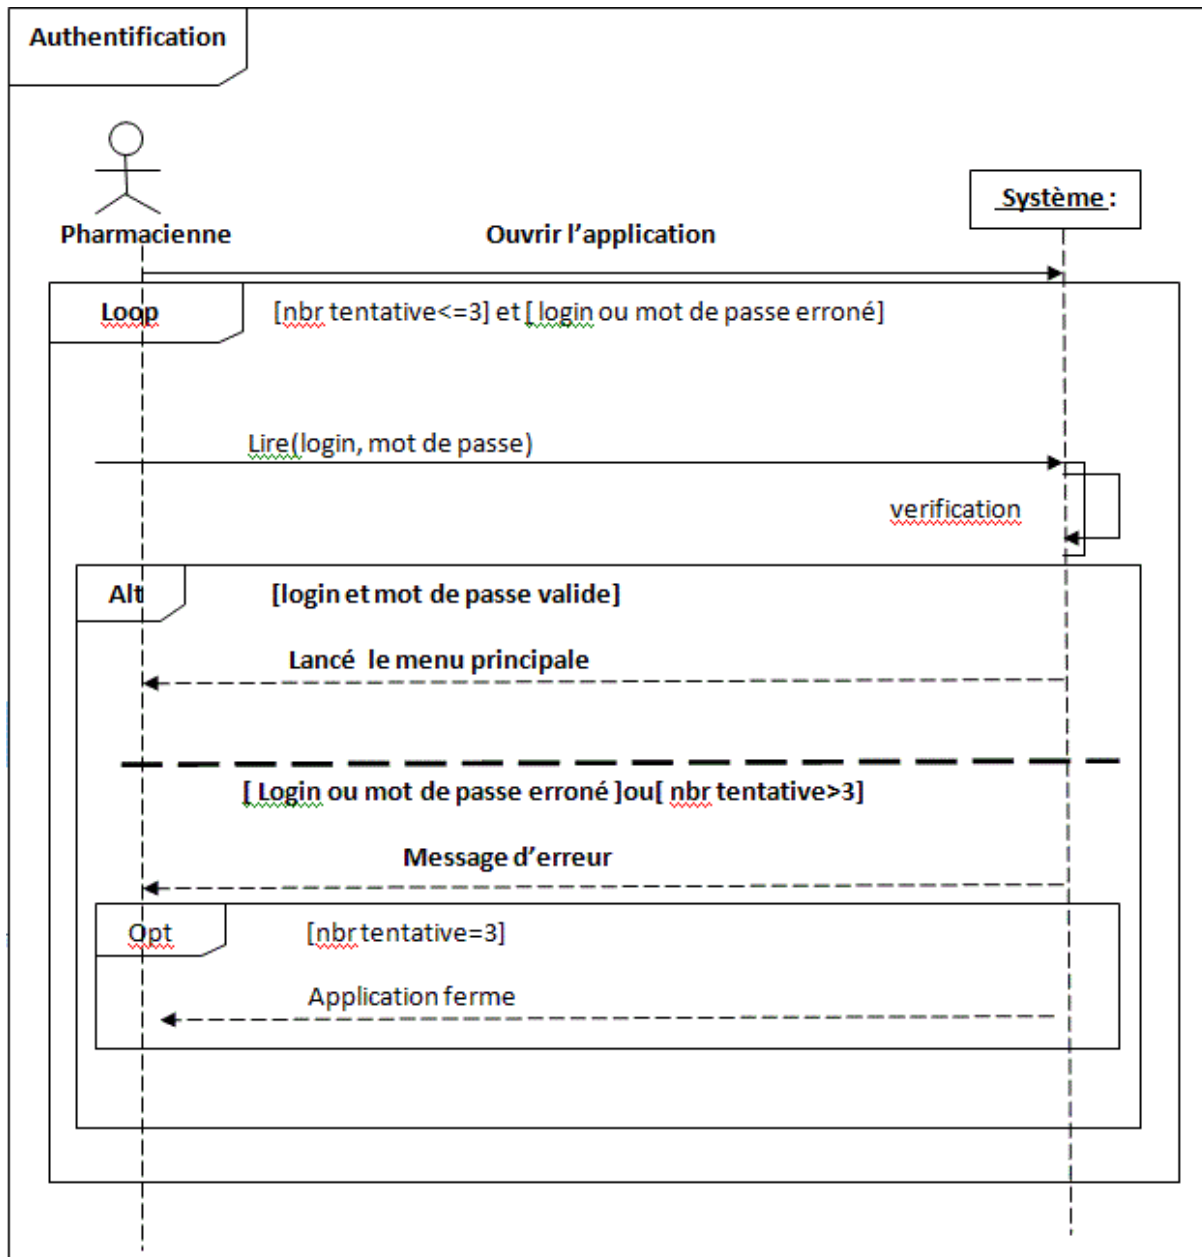 Authentification
Système :
Pharmacienne
Ouvrir l’application
Loop
[nbr tentative<=3] et [ login ou mot de passe erroné]
Lire(login, mot de passe)
verification
Alt
[login et mot de passe valide]
Lancé le menu principale
[ Login ou mot de passe erroné ]ou[ nbr tentative>3]
Message d’erreur
Opt
[nbr tentative=3]
Application ferme